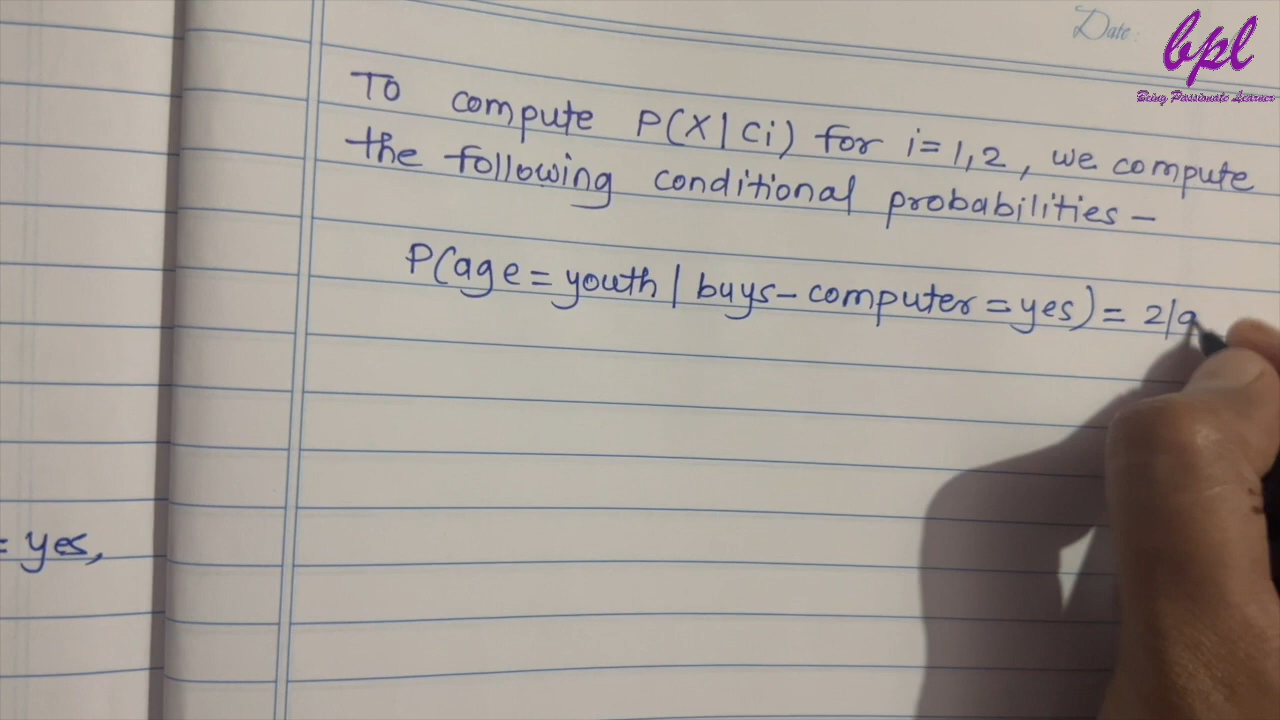 Date:
bpl
Being Passionate Learner
To compute P(X|Ci) for i=1,2, we compute
the following conditional probabilities -
P(age = youth | buys-computer = yes) = 2/9
= yes,